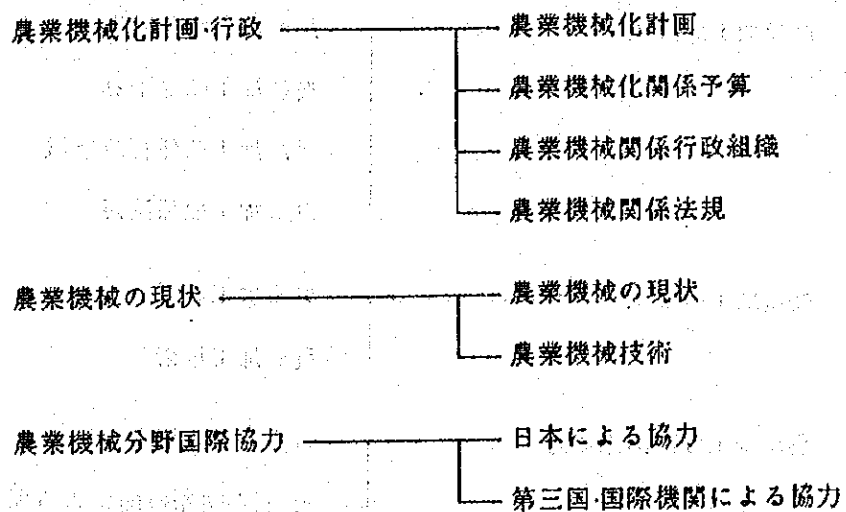 農業機械化計画·行政 農業機械化計画
農業機械化関係予算
農業機械関係行政組織
農業機械関係法規
農業機械の現状 農業機械の現状
農業機械技術
農業機械分野国際協力 日本による協力
第三国·国際機関による協力